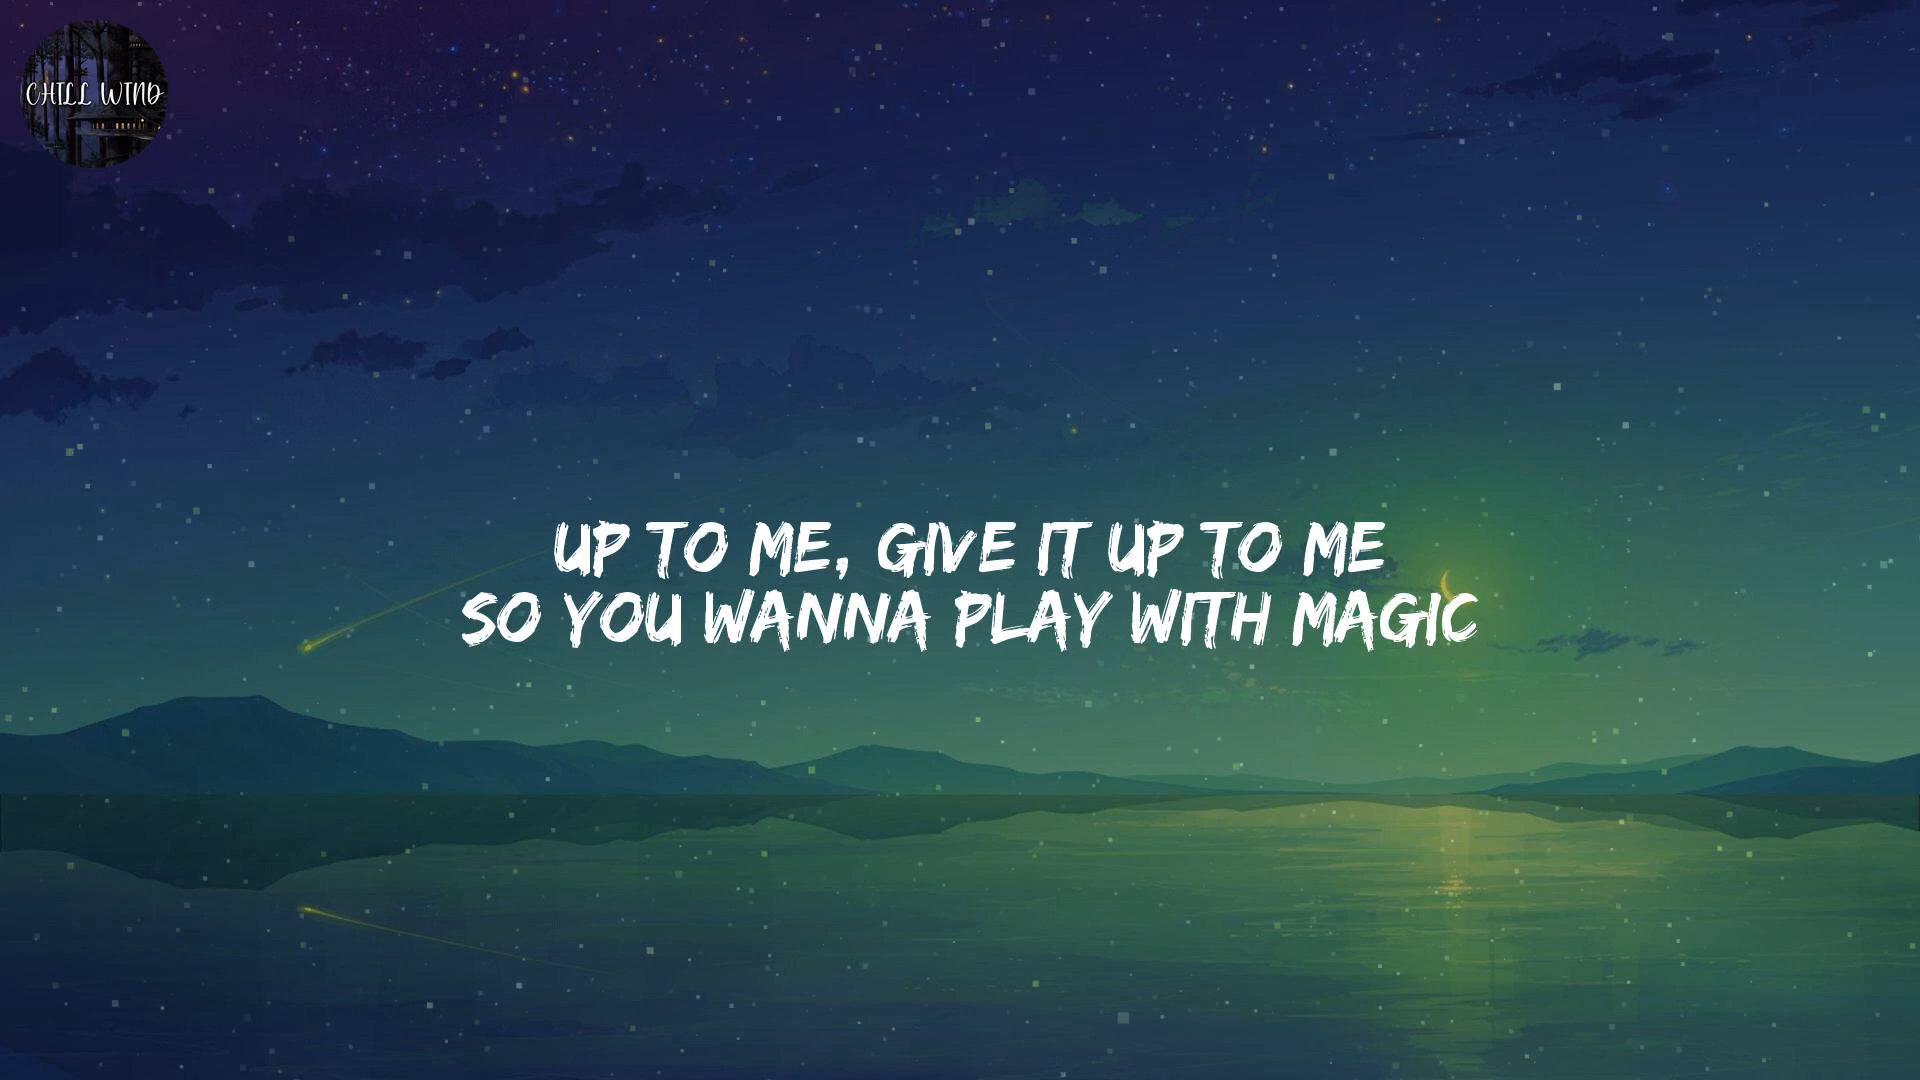 CHILL WIND
UP TO ME, GIVE IT UP TO ME
SO YOU WANNA PLAY WITH MAGIC